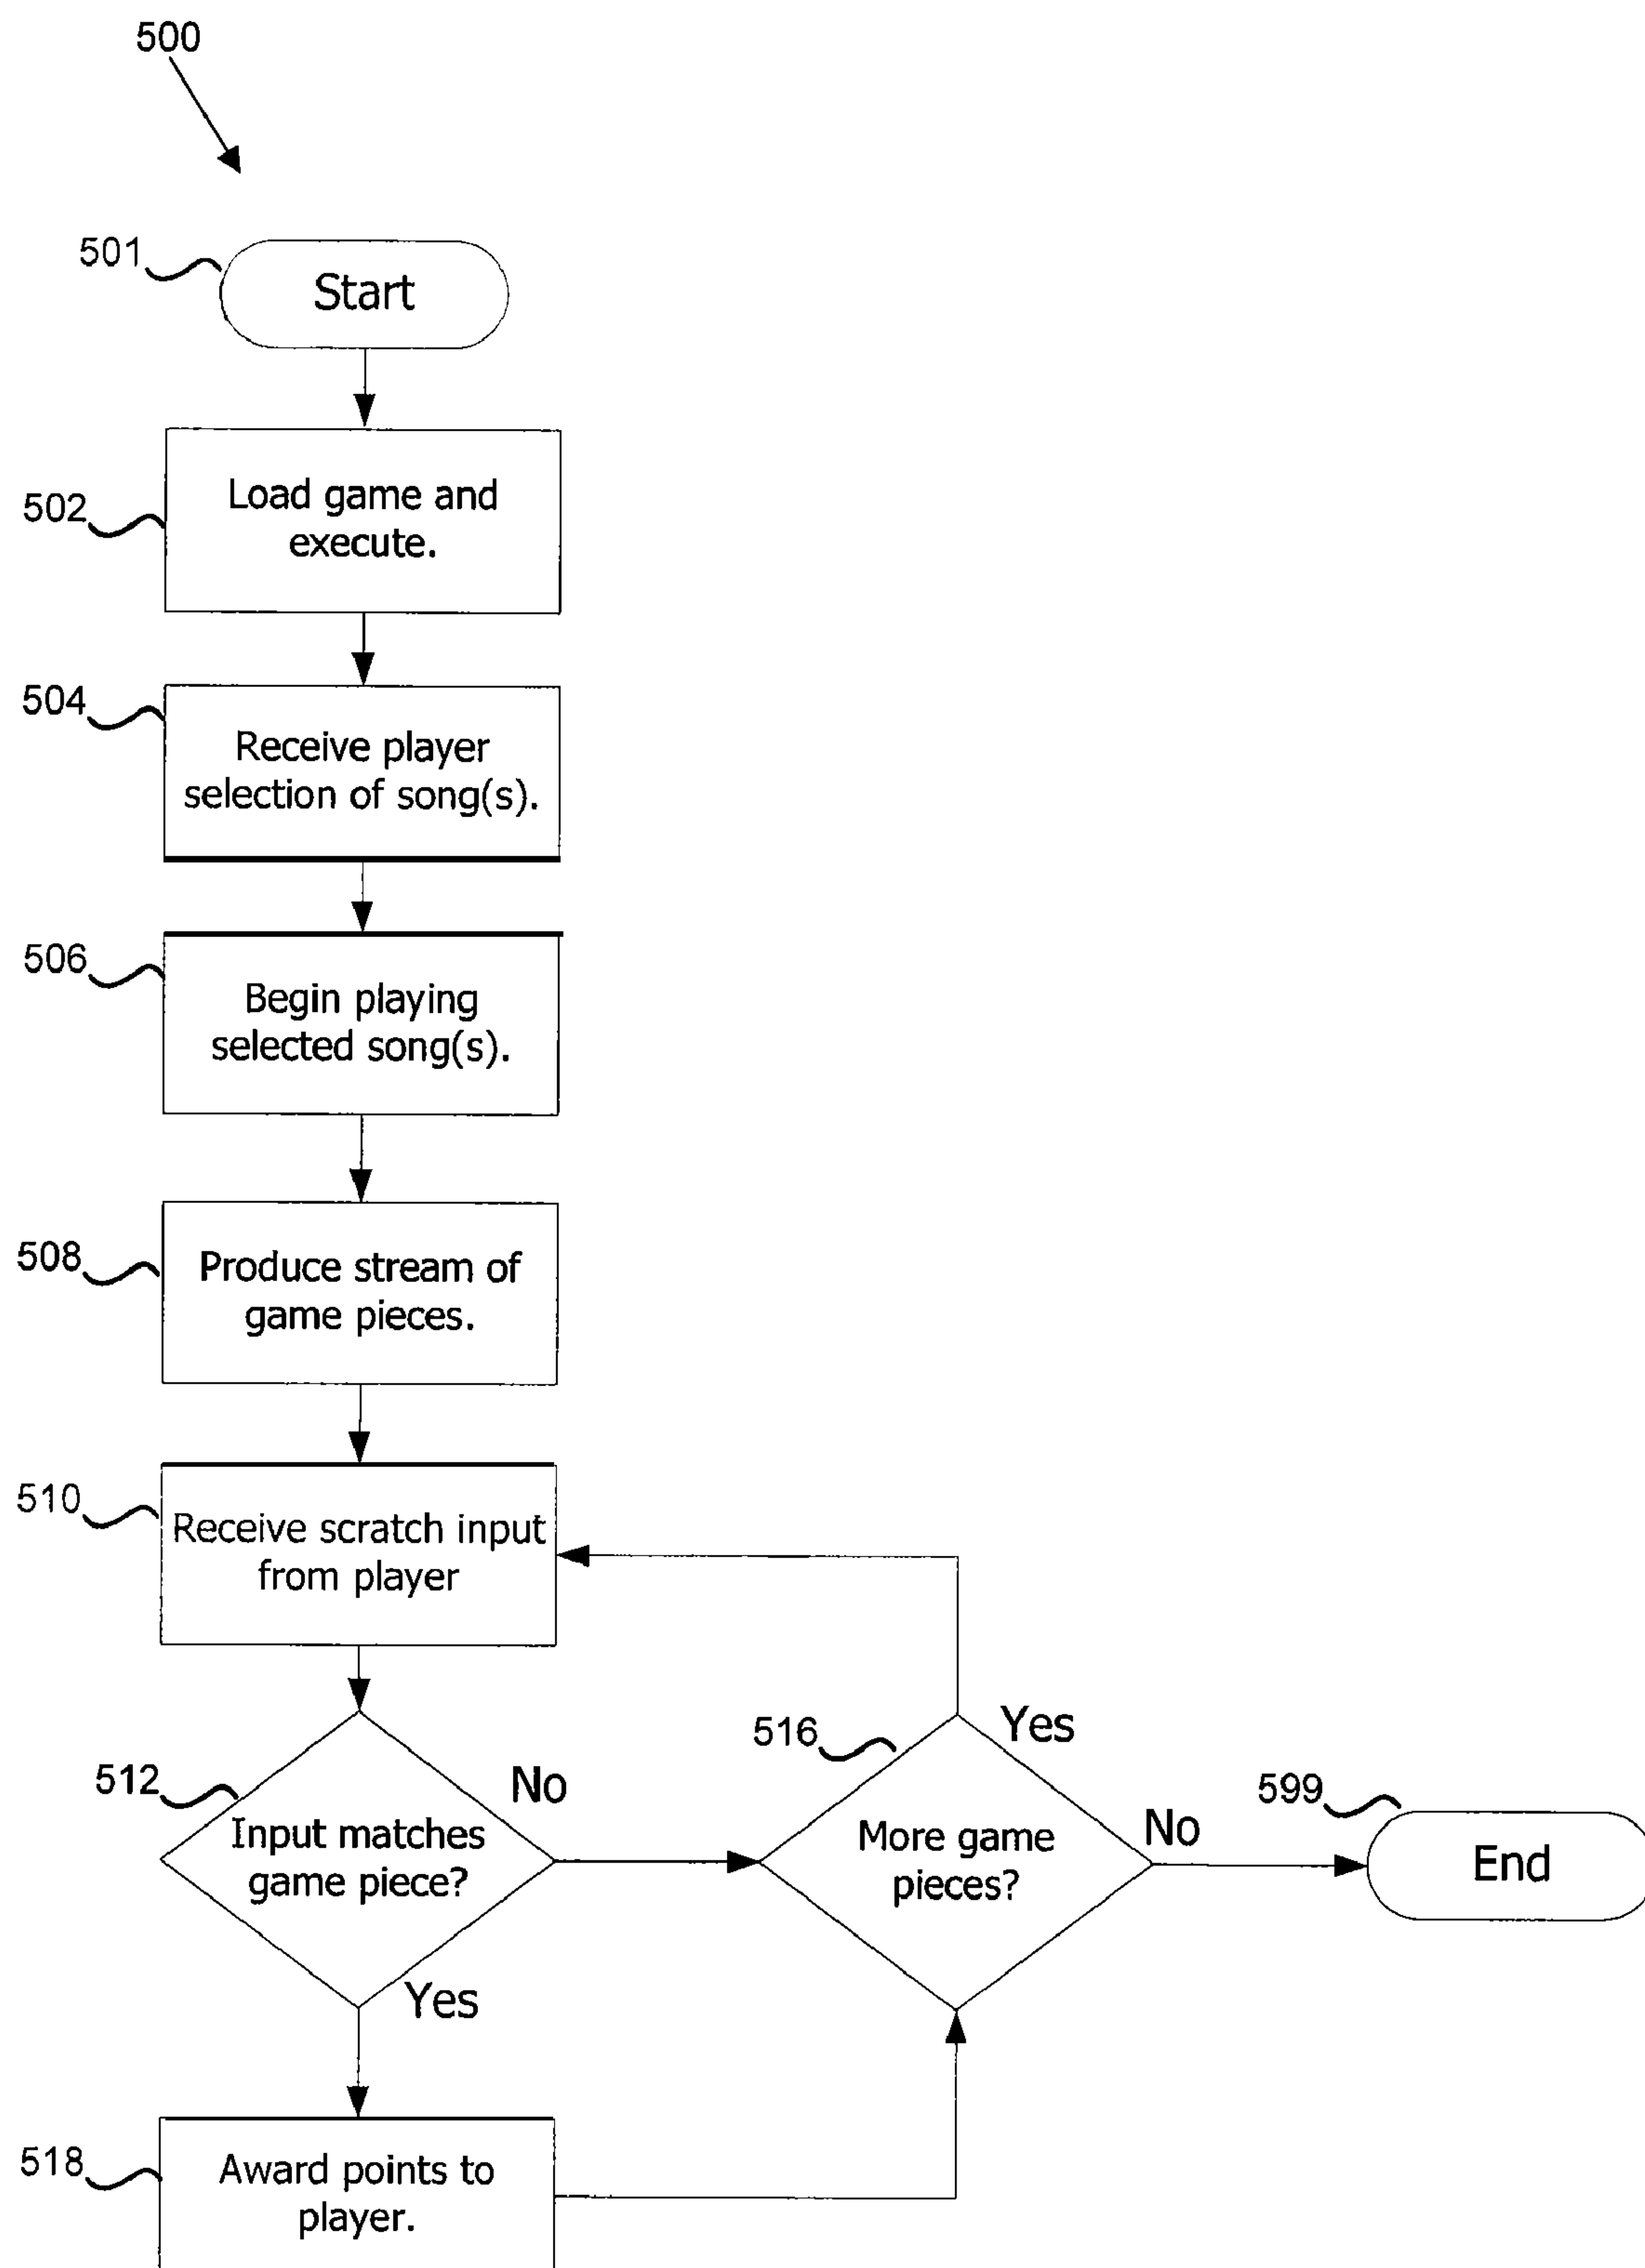 500
501
Start
502
Load game and
execute.
504
Receive player
selection of song(s).
506
Begin playing
selected song(s).
508
Produce stream of
game pieces.
510
Receive scratch input
from player
512
Input matches
game piece?
No
Yes
516
More game
pieces?
Yes
No
599
End
518
Award points to
player.